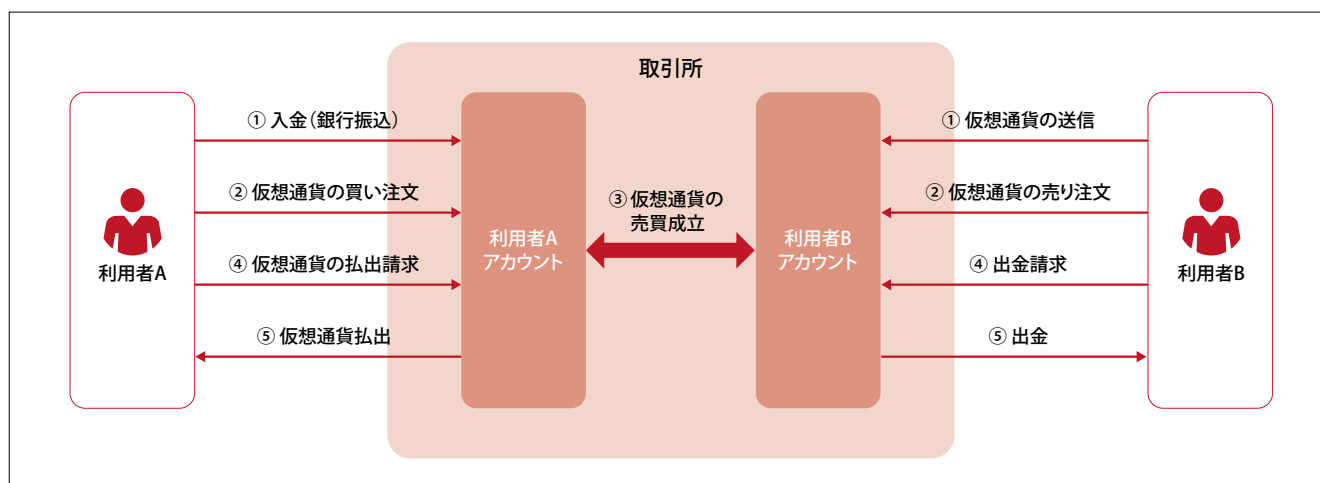 取引所
① 入金(銀行振込)
② 仮想通貨の買い注文
④ 仮想通貨の払出請求
⑤ 仮想通貨払出
利用者A
利用者A
アカウント
③ 仮想通貨の
売買成立
利用者B
アカウント
① 仮想通貨の送信
② 仮想通貨の売り注文
④ 出金請求
⑤ 出金
利用者B